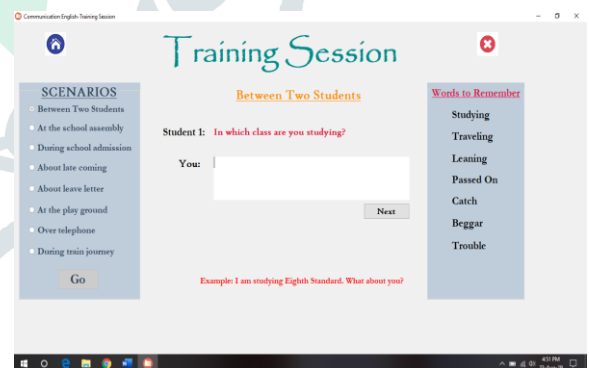 Communication English-Training Session
Training Session
SCENARIOS
Between Two Students
At the school assembly
During school admission
About late coming
About leave letter
At the play ground
Over telephone
During train journey
Go
Between Two Students
Student 1: In which class are you studying?
You:
Next
Example: I am studying Eighth Standard. What about you?
Words to Remember
Studying
Traveling
Leaning
Passed On
Catch
Beggar
Trouble
4:51 PM